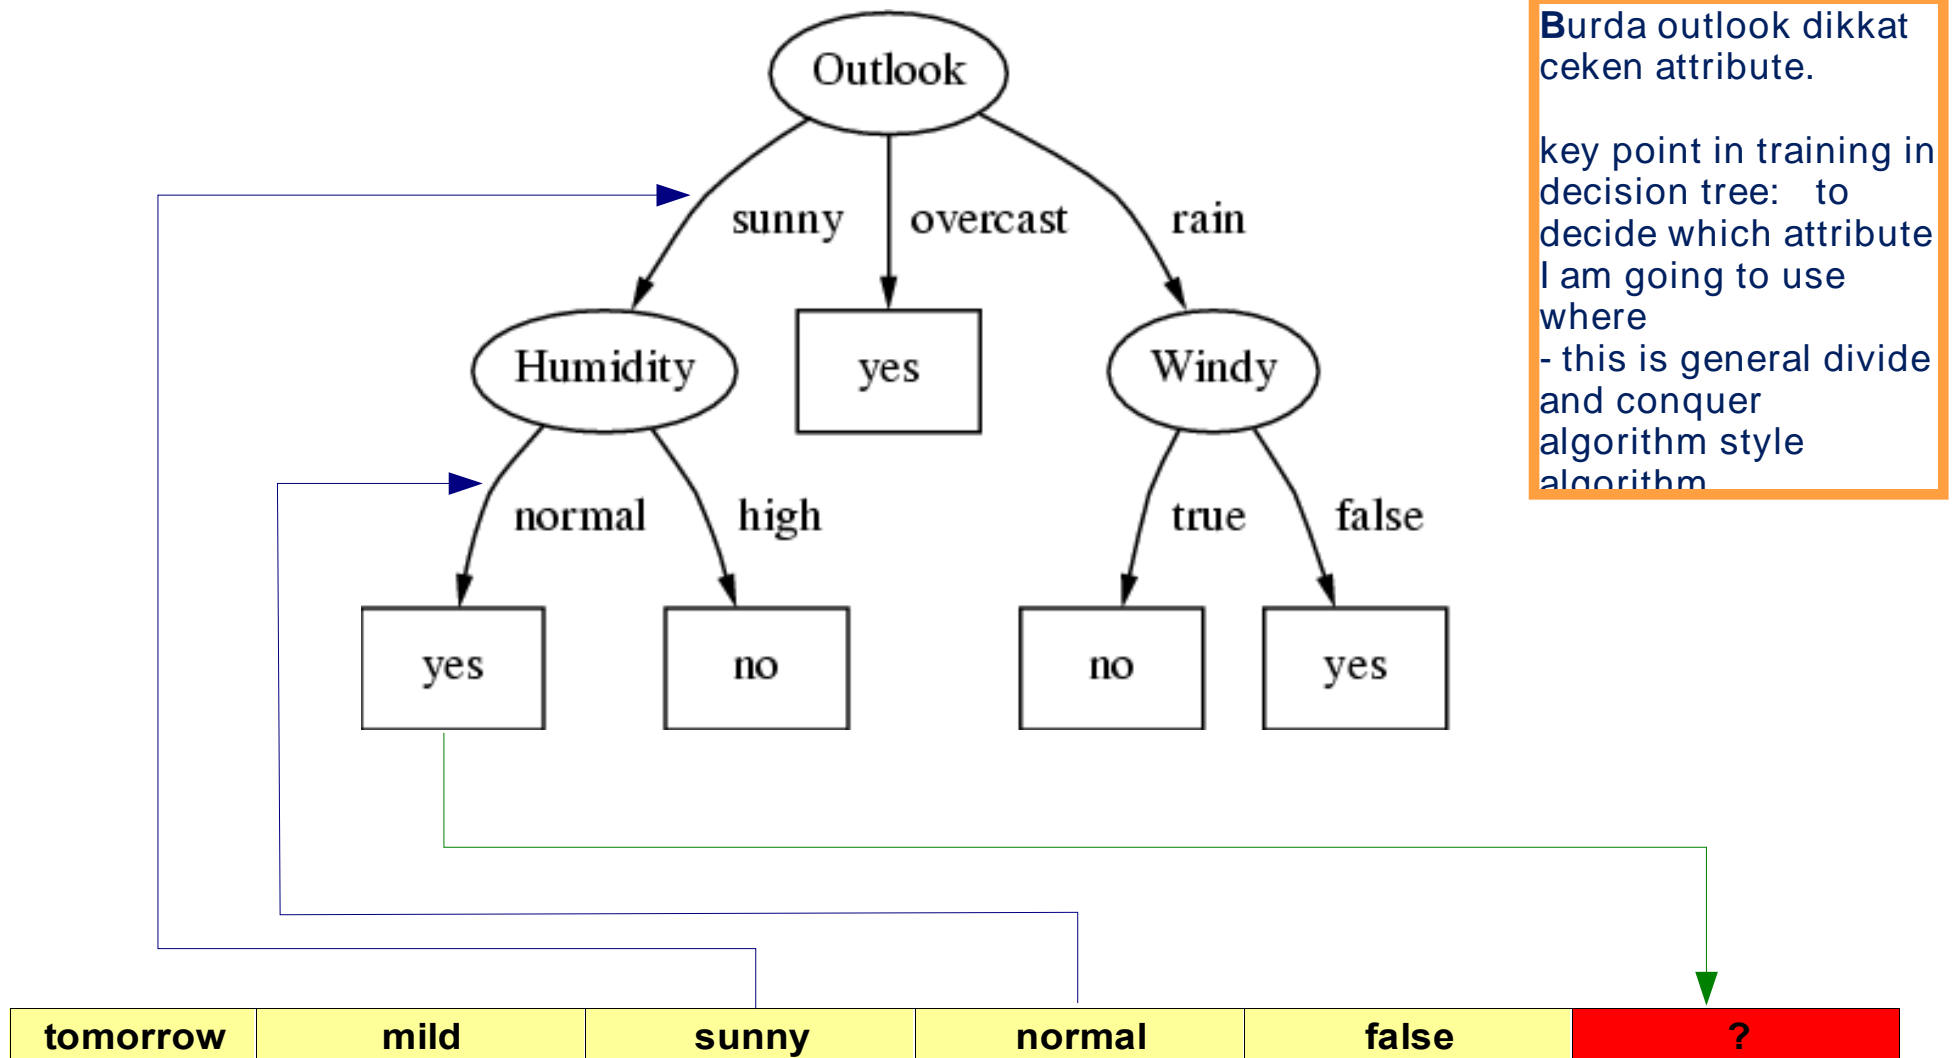 Outlook
Burda outlook dikkat
ceken attribute.
key point in training in
decision tree: to
decide which attribute
I am going to use
where
- this is general divide
and conquer
algorithm style
algorithm
sunny overcast rain
Humidity yes Windy
normal high true false
yes no no yes
tomorrow mild sunny normal false ?